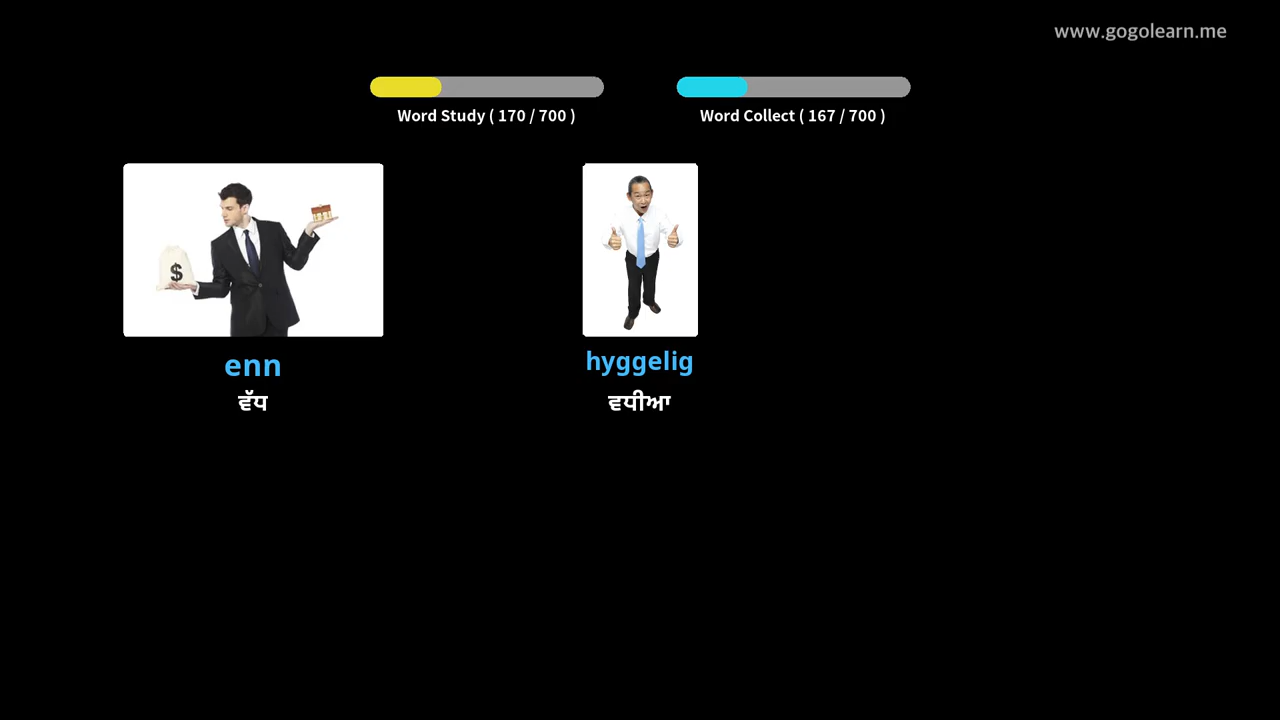 www.gogolearn.me
Word Study ( 170 / 700 )
Word Collect ( 167 / 700 )
$
enn
hyggelig
ਵੱਧ
ਵਧੀਆ